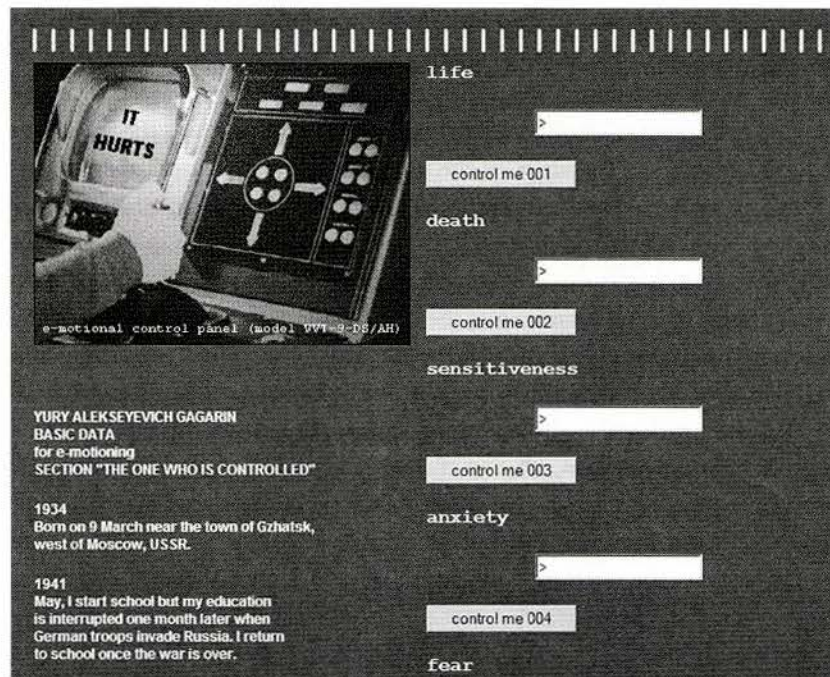 IT
HURTS
e-motional control panel (model VVT-9-DS/AH)
YURY ALEKSEYEVICH GAGARIN
BASIC DATA
for e-motioning
SECTION "THE ONE WHO IS CONTROLLED"
1934
Born on 9 March near the town of Gzhatsk,
west of Moscow, USSR.
1941
May, I start school but my education
is interrupted one month later when
German troops invade Russia. I return
to school once the war is over.
life
>
control me 001
death
>
control me 002
sensitiveness
>
control me 003
anxiety
>
control me 004
fear